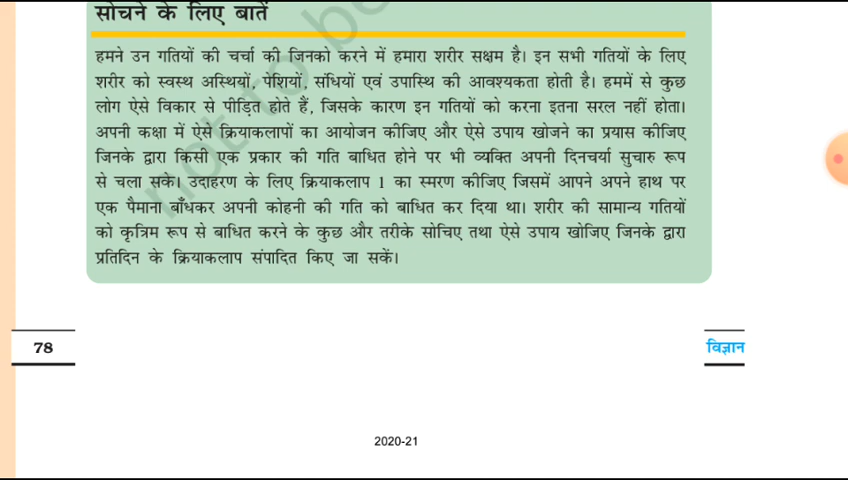 सोचने के लिए बातें
हमने उन गतियों की चर्चा की जिनको करने में हमारा शरीर सक्षम है। इन सभी गतियों के लिए
शरीर को स्वस्थ अस्थियों, पेशियों, संधियों एवं उपास्थि की आवश्यकता होती है। हममें से कुछ
लोग ऐसे विकार से पीड़ित होते हैं, जिसके कारण इन गतियों को करना इतना सरल नहीं होता।
अपनी कक्षा में ऐसे क्रियाकलापों का आयोजन कीजिए और ऐसे उपाय खोजने का प्रयास कीजिए
जिनके द्वारा किसी एक प्रकार की गति बाधित होने पर भी व्यक्ति अपनी दिनचर्या सुचारु रूप
से चला सके। उदाहरण के लिए क्रियाकलाप 1 का स्मरण कीजिए जिसमें आपने अपने हाथ पर
एक पैमाना बाँधकर अपनी कोहनी की गति को बाधित कर दिया था। शरीर की सामान्य गतियों
को कृत्रिम रूप से बाधित करने के कुछ और तरीके सोचिए तथा ऐसे उपाय खोजिए जिनके द्वारा
प्रतिदिन के क्रियाकलाप संपादित किए जा सकें।
not to be
78
विज्ञान
2020-21